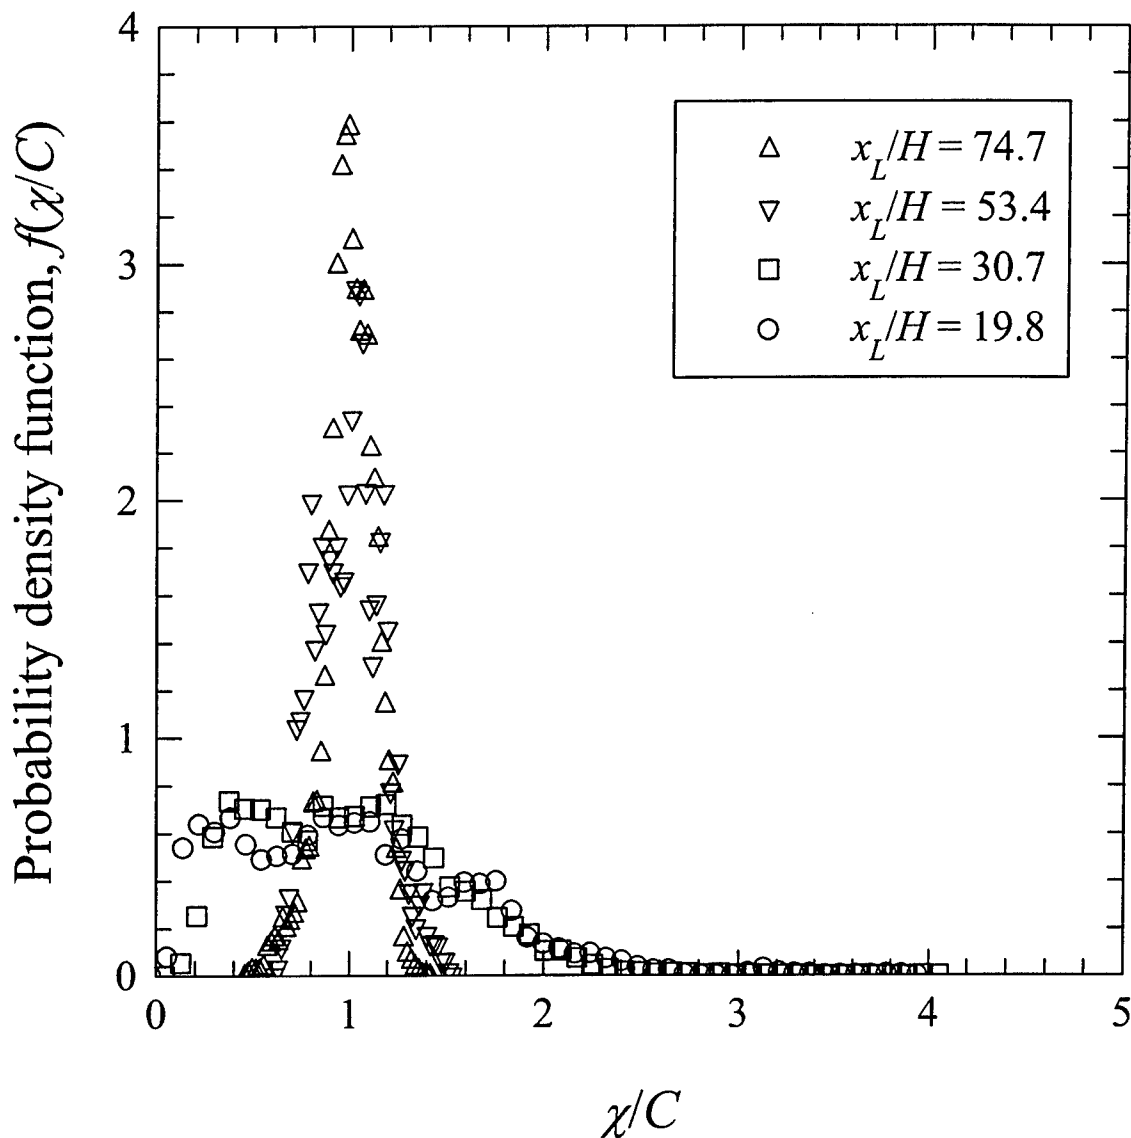 Probability density function, f(χ/C)
4
3
2
1
0
△ x_L/H = 74.7
▽ x_L/H = 53.4
□ x_L/H = 30.7
○ x_L/H = 19.8
0 1 2 3 4 5
χ/C